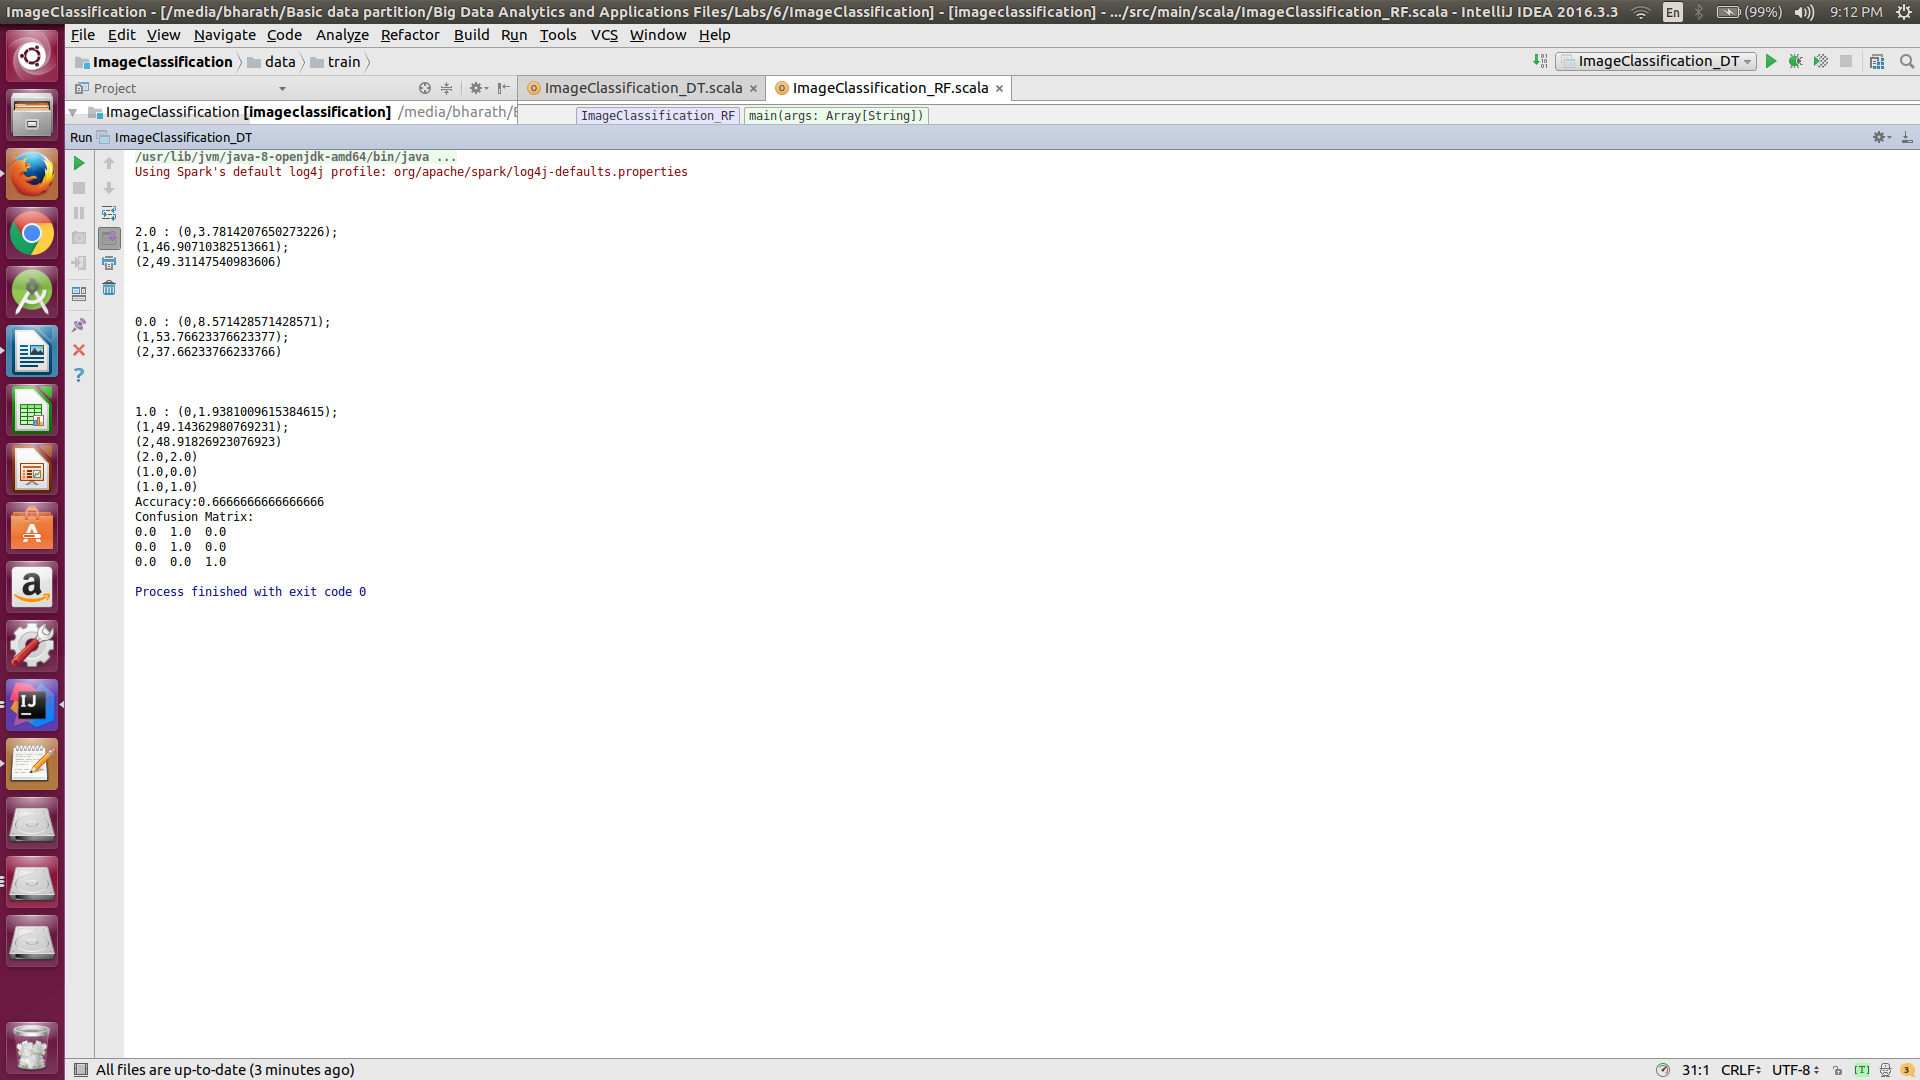 ImageClassification - [/media/bharath/Basic data partition/Big Data Analytics and Applications Files/Labs/6/ImageClassification] - [imageclassification] - .../src/main/scala/ImageClassification_RF.scala - IntelliJ IDEA 2016.3.3 En (99%) 9:12 PM
File Edit View Navigate Code Analyze Refactor Build Run Tools VCS Window Help
ImageClassification data train ImageClassification_DT
Project ImageClassification_DT.scala ImageClassification_RF.scala
ImageClassification [imageclassification] /media/bharath/ ImageClassification_RF main(args: Array[String])
Run ImageClassification_DT
/usr/lib/jvm/java-8-openjdk-amd64/bin/java ...
Using Spark's default log4j profile: org/apache/spark/log4j-defaults.properties
2.0 : (0,3.7814207650273226);
(1,46.90710382513661);
(2,49.31147540983606)
0.0 : (0,8.571428571428571);
(1,53.76623376623377);
(2,37.66233766233766)
1.0 : (0,1.9381009615384615);
(1,49.14362980769231);
(2,48.91826923076923)
(2.0,2.0)
(1.0,0.0)
(1.0,1.0)
Accuracy:0.6666666666666666
Confusion Matrix:
0.0 1.0 0.0
0.0 1.0 0.0
0.0 0.0 1.0
Process finished with exit code 0
All files are up-to-date (3 minutes ago) 31:1 CRLF UTF-8 [T] 3